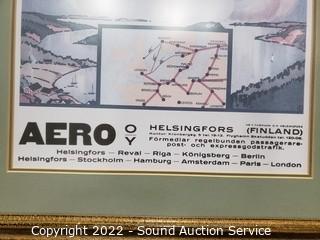 AERO O/Y HELSINGFORS (FINLAND)
Förmedlar regelbunden passagerare-
post- och expressgodstrafik.
Helsingfors — Reval — Riga — Königsberg — Berlin
Helsingfors — Stockholm — Hamburg — Amsterdam — Paris — London
Copyright 2022 - Sound Auction Service